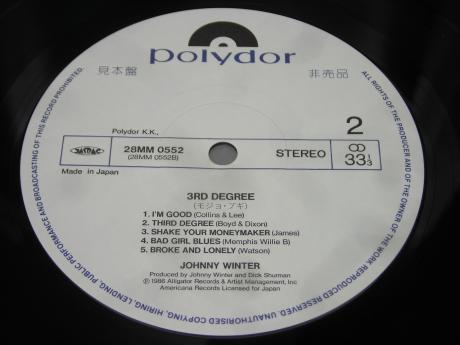 polydor
見本盤
非売品
Polydor K.K.,
2
JASRAC
28MM 0552
(28MM 0552B)
STEREO
33 1/3
Made in Japan
3RD DEGREE
(モジョ・ブギ)
1. I'M GOOD (Collins & Lee)
2. THIRD DEGREE (Boyd & Dixon)
3. SHAKE YOUR MONEYMAKER (James)
4. BAD GIRL BLUES (Memphis Willie B)
5. BROKE AND LONELY (Watson)
JOHNNY WINTER
Produced by Johnny Winter and Dick Shurman
℗ 1986 Alligator Records & Artist Management, Inc
Americana Records Licensed for Japan
ALL RIGHTS OF THE PRODUCER AND OF THE OWNER OF THE WORK REPRODUCED RESERVED. UNAUTHORISED COPYING, HIRING, LENDING, PUBLIC PERFORMANCE AND BROADCASTING OF THIS RECORD PROHIBITED.